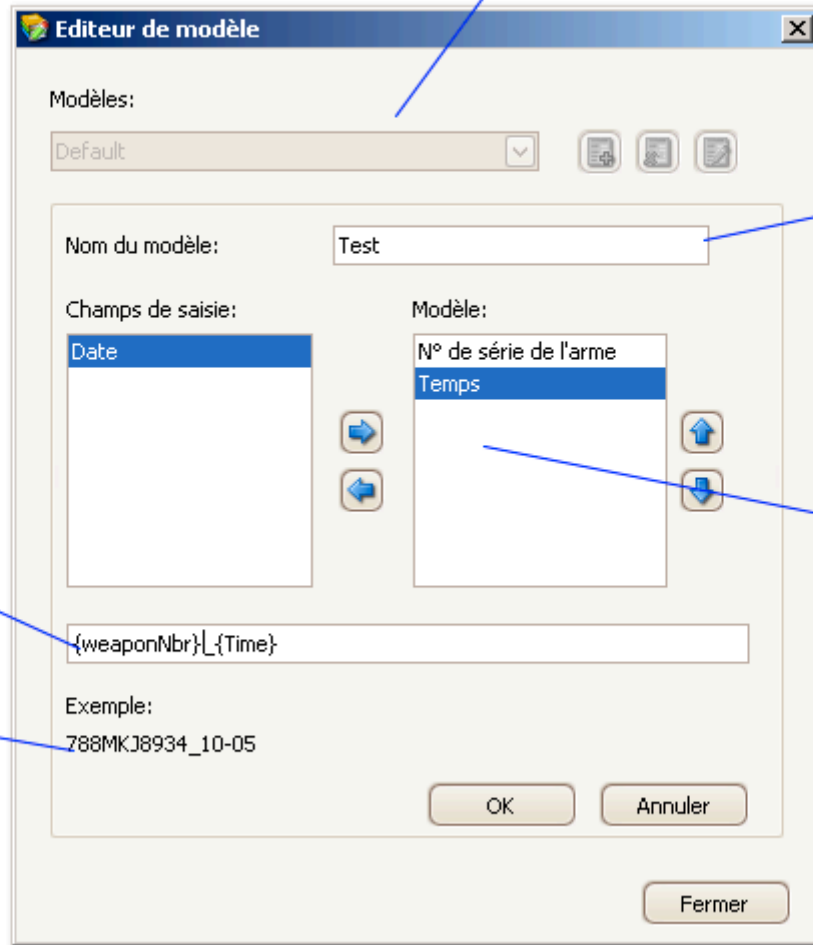 Editeur de modèle
Modèles:
Default
Nom du modèle:
Test
Champs de saisie:
Modèle:
Date
N° de série de l'arme
Temps
{weaponNbr}_{Time}
Exemple:
788MKJ8934_10-05
OK
Annuler
Fermer